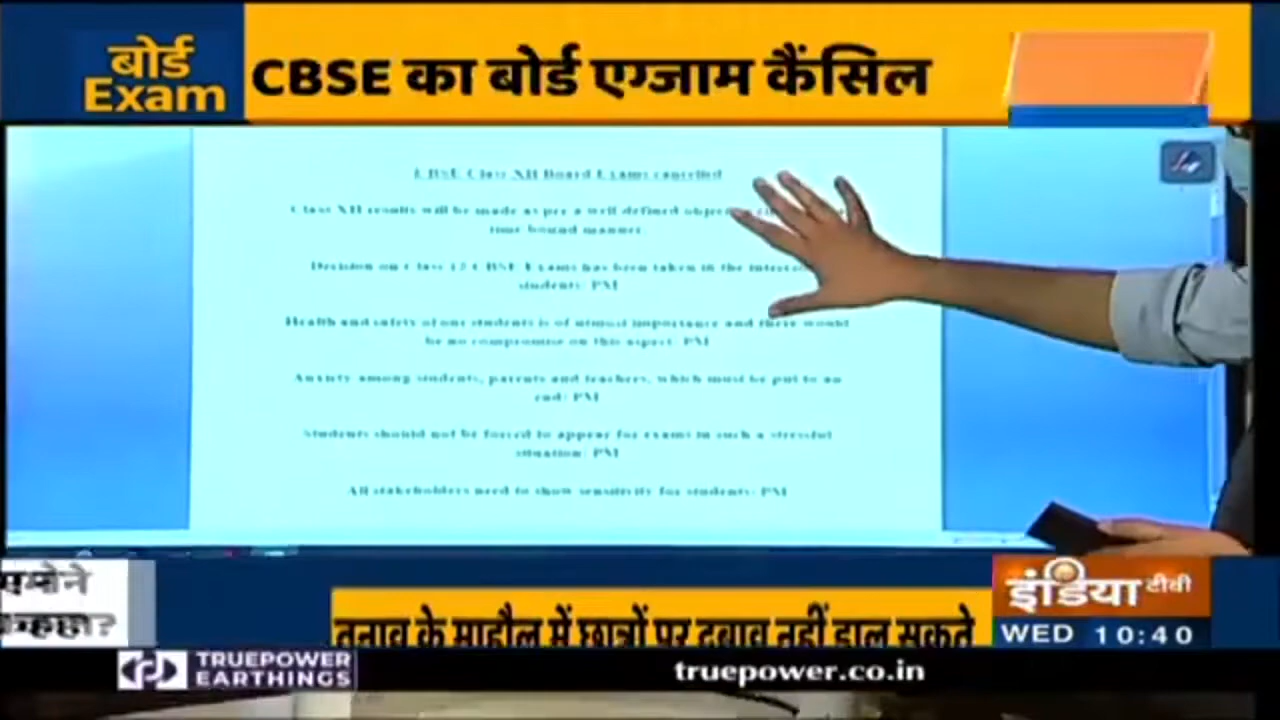 बोर्ड
Exam
CBSE का बोर्ड एग्जाम कैंसिल
CBSE Class XII Board Exams cancelled
Class XII results will be made as per a well defined
time bound manner
Decision on Class 12 CBSE Exams has been taken in the
students: PM
Health and safety of our students is of utmost importance and there would
be no compromise on this aspect: PM
Anxiety among students, parents and teachers, which must be put to an
end: PM
Students should not be forced to appear for exams in such a stressful
situation: PM
All stakeholders need to show sensitivity for students: PM
तनाव के माहौल में छात्रों पर दबाव नहीं डाल सकते
इंडिया टीवी
WED 10:40
TRUEPOWER
EARTHINGS
truepower.co.in